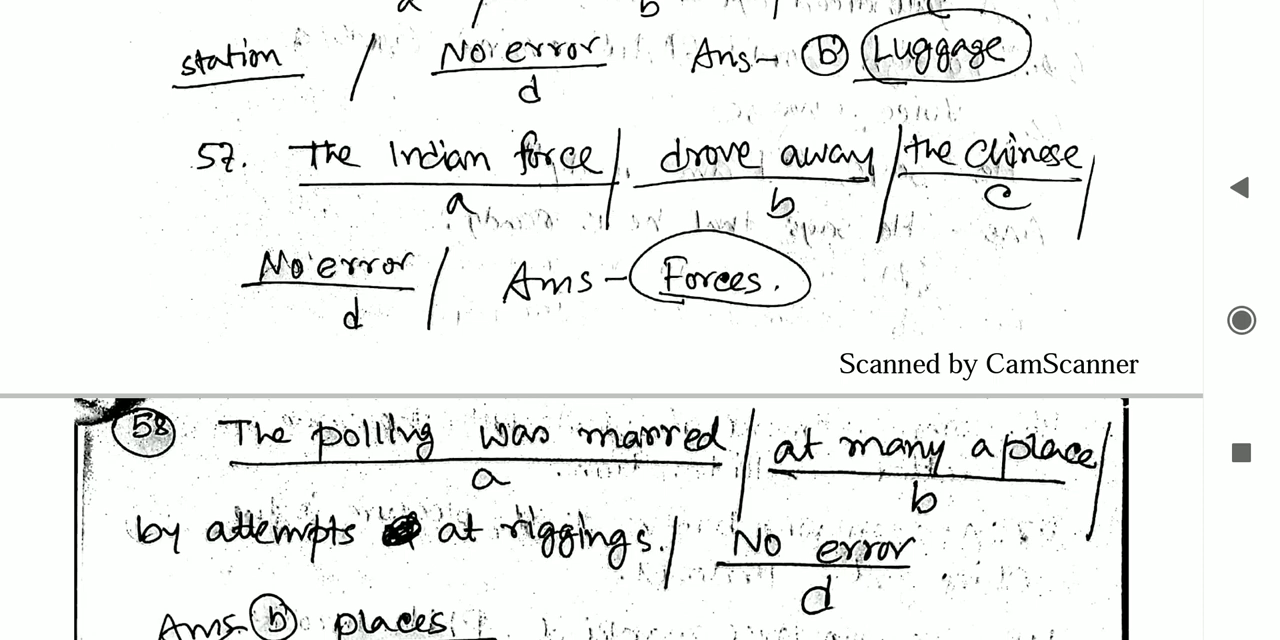 a / b / c
station / No error Ans- (b) Luggage
d
57. The Indian force / drove away / the Chinese /
a b c
No error / Ans - Forces.
d
Scanned by CamScanner
58 The polling was marred / at many a place /
a b
by attempts at riggings. / No error
d
Ans. (b) places